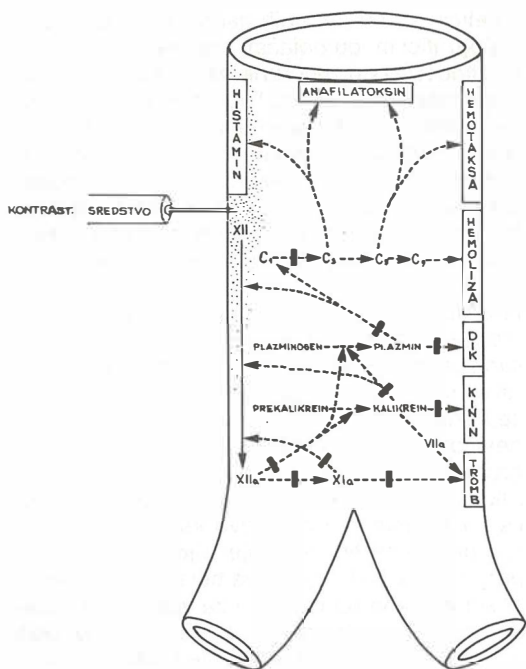 ANAFILATOKSIN
HISTAMIN
HEMOTAKSA
KONTRAST. SREDSTVO
XII
HEMOLIZA
C₁ C₃ C₅ C₇
PLAZMINOGEN PLAZMIN
DIK
PREKALIKREIN KALIKREIN
KININ
VIIa
XIIa XIa
TROMB